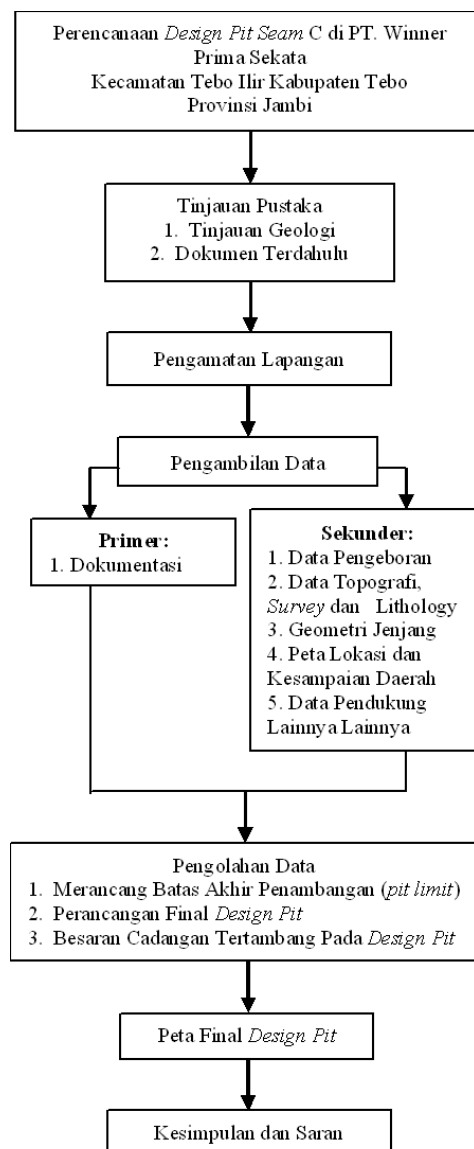 Perencanaan Design Pit Seam C di PT. Winner
Prima Sekata
Kecamatan Tebo Ilir Kabupaten Tebo
Provinsi Jambi
Tinjauan Pustaka
1. Tinjauan Geologi
2. Dokumen Terdahulu
Pengamatan Lapangan
Pengambilan Data
Primer:
1. Dokumentasi
Sekunder:
1. Data Pengeboran
2. Data Topografi,
Survey dan Lithology
3. Geometri Jenjang
4. Peta Lokasi dan
Kesampaian Daerah
5. Data Pendukung
Lainnya Lainnya
Pengolahan Data
1. Merancang Batas Akhir Penambangan (pit limit)
2. Perancangan Final Design Pit
3. Besaran Cadangan Tertambang Pada Design Pit
Peta Final Design Pit
Kesimpulan dan Saran